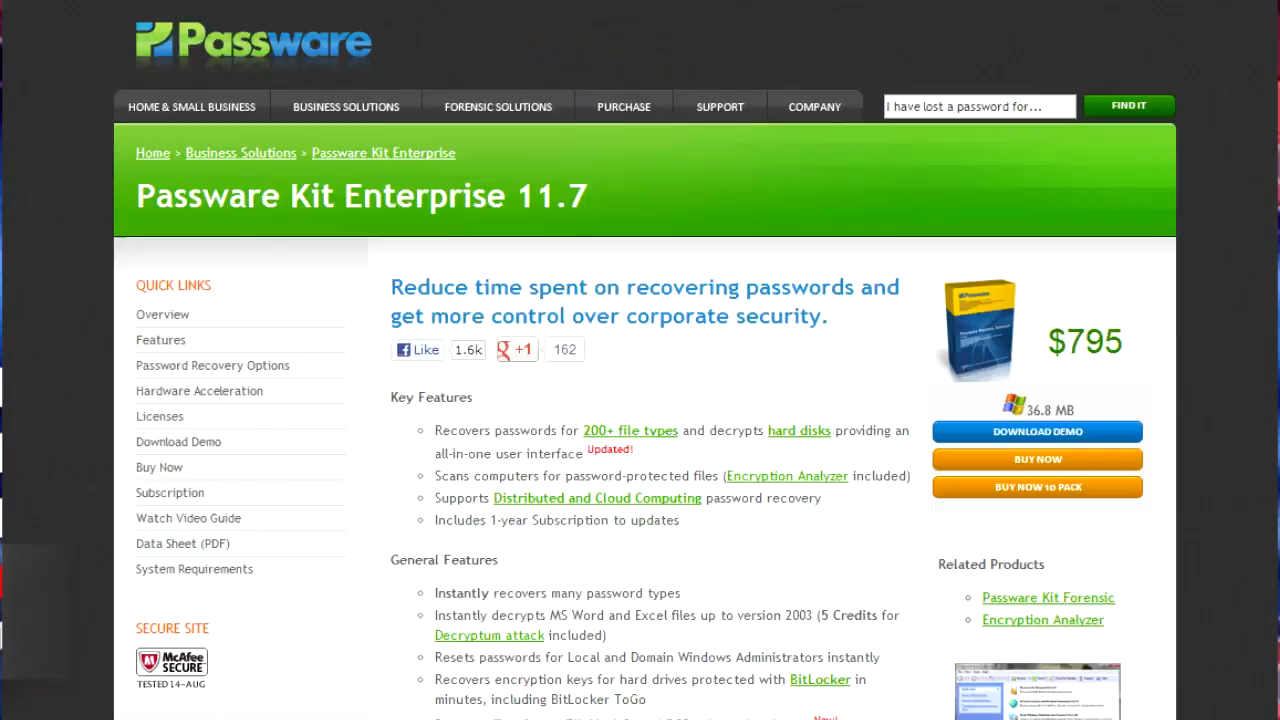 Passware
HOME & SMALL BUSINESS
BUSINESS SOLUTIONS
FORENSIC SOLUTIONS
PURCHASE
SUPPORT
COMPANY
I have lost a password for...
FIND IT
Home > Business Solutions > Passware Kit Enterprise
Passware Kit Enterprise 11.7
QUICK LINKS
Overview
Features
Password Recovery Options
Hardware Acceleration
Licenses
Download Demo
Buy Now
Subscription
Watch Video Guide
Data Sheet (PDF)
System Requirements
SECURE SITE
McAfee
SECURE
TESTED 14-AUG
Reduce time spent on recovering passwords and
get more control over corporate security.
Like 1.6k +1 162
Key Features
Recovers passwords for 200+ file types and decrypts hard disks providing an
all-in-one user interface Updated!
Scans computers for password-protected files (Encryption Analyzer included)
Supports Distributed and Cloud Computing password recovery
Includes 1-year Subscription to updates
General Features
Instantly recovers many password types
Instantly decrypts MS Word and Excel files up to version 2003 (5 Credits for
Decryptum attack included)
Resets passwords for Local and Domain Windows Administrators instantly
Recovers encryption keys for hard drives protected with BitLocker in
minutes, including BitLocker ToGo
Passware
$795
36.8 MB
DOWNLOAD DEMO
BUY NOW
BUY NOW 10 PACK
Related Products
Passware Kit Forensic
Encryption Analyzer